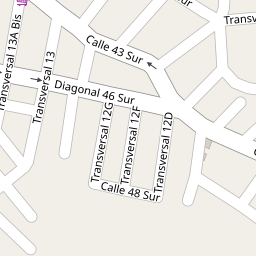 Transversal 13A Bis
Transversal 13
Calle 43 Sur
Transvers
Diagonal 46 Sur
Transversal 12G
Transversal 12F
Transversal 12D
Calle 48 Sur